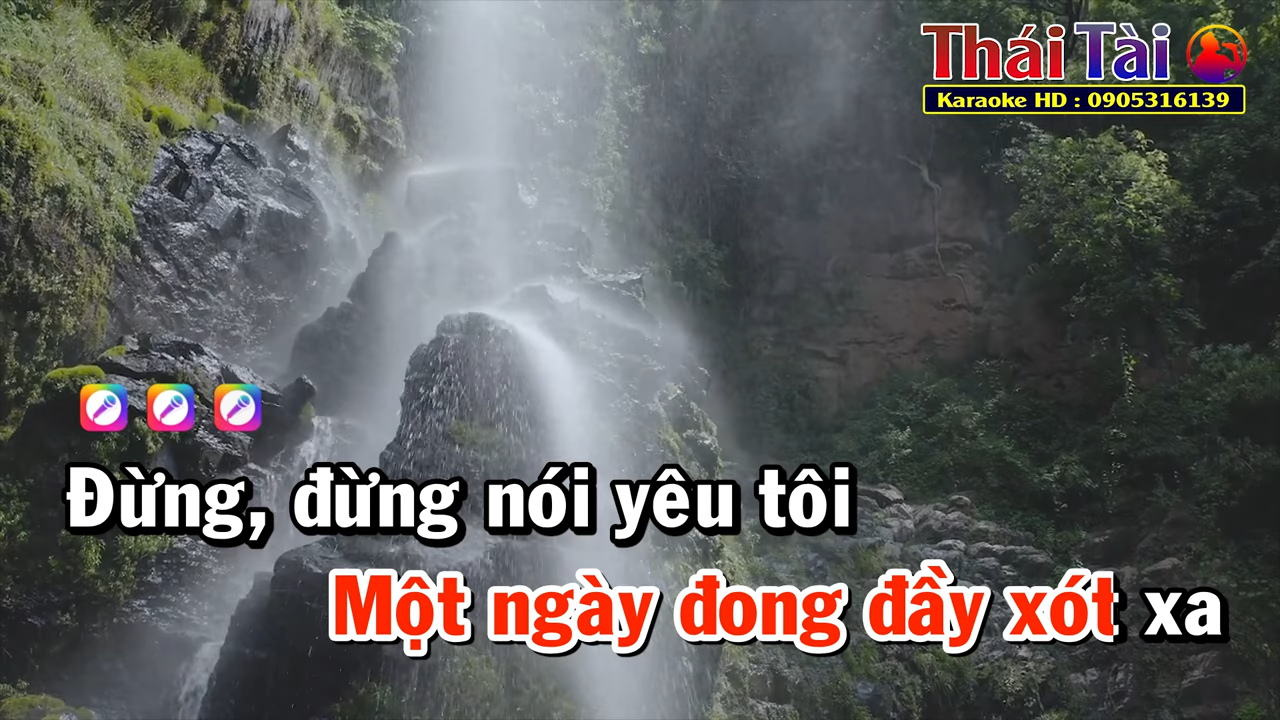 Thái Tài
Karaoke HD : 0905316139
Đừng, đừng nói yêu tôi
Một ngày đong đầy xót xa